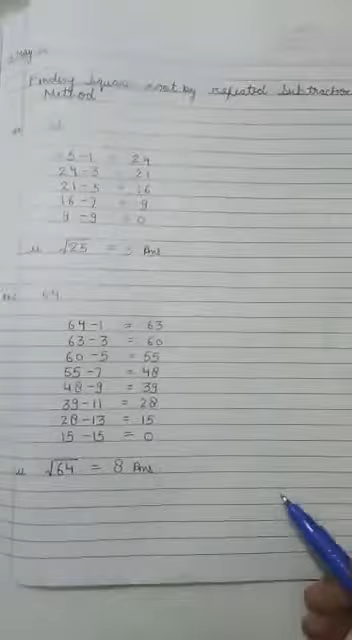 Finding Square root by repeated Subtraction
Method
5 - 1 = 24
24 - 3 = 21
21 - 5 = 16
16 - 7 = 9
9 - 9 = 0
√25 = Ans
64
64 - 1 = 63
63 - 3 = 60
60 - 5 = 55
55 - 7 = 48
48 - 9 = 39
39 - 11 = 28
28 - 13 = 15
15 - 15 = 0
√64 = 8 Ans